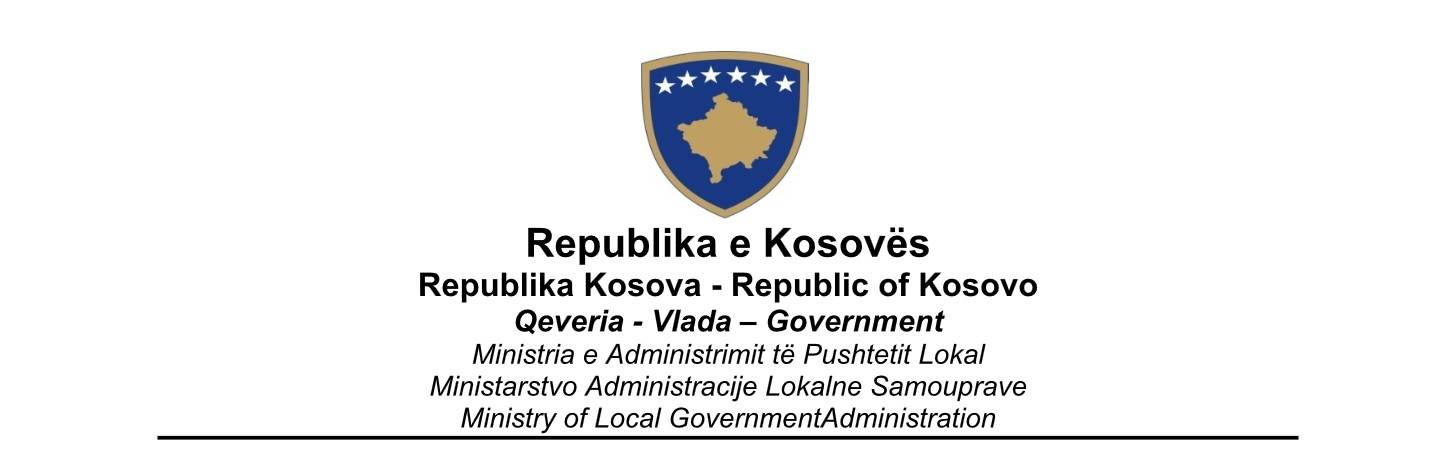 Republika e Kosovës
Republika Kosova - Republic of Kosovo
Qeveria - Vlada – Government
Ministria e Administrimit të Pushtetit Lokal
Ministarstvo Administracije Lokalne Samouprave
Ministry of Local GovernmentAdministration